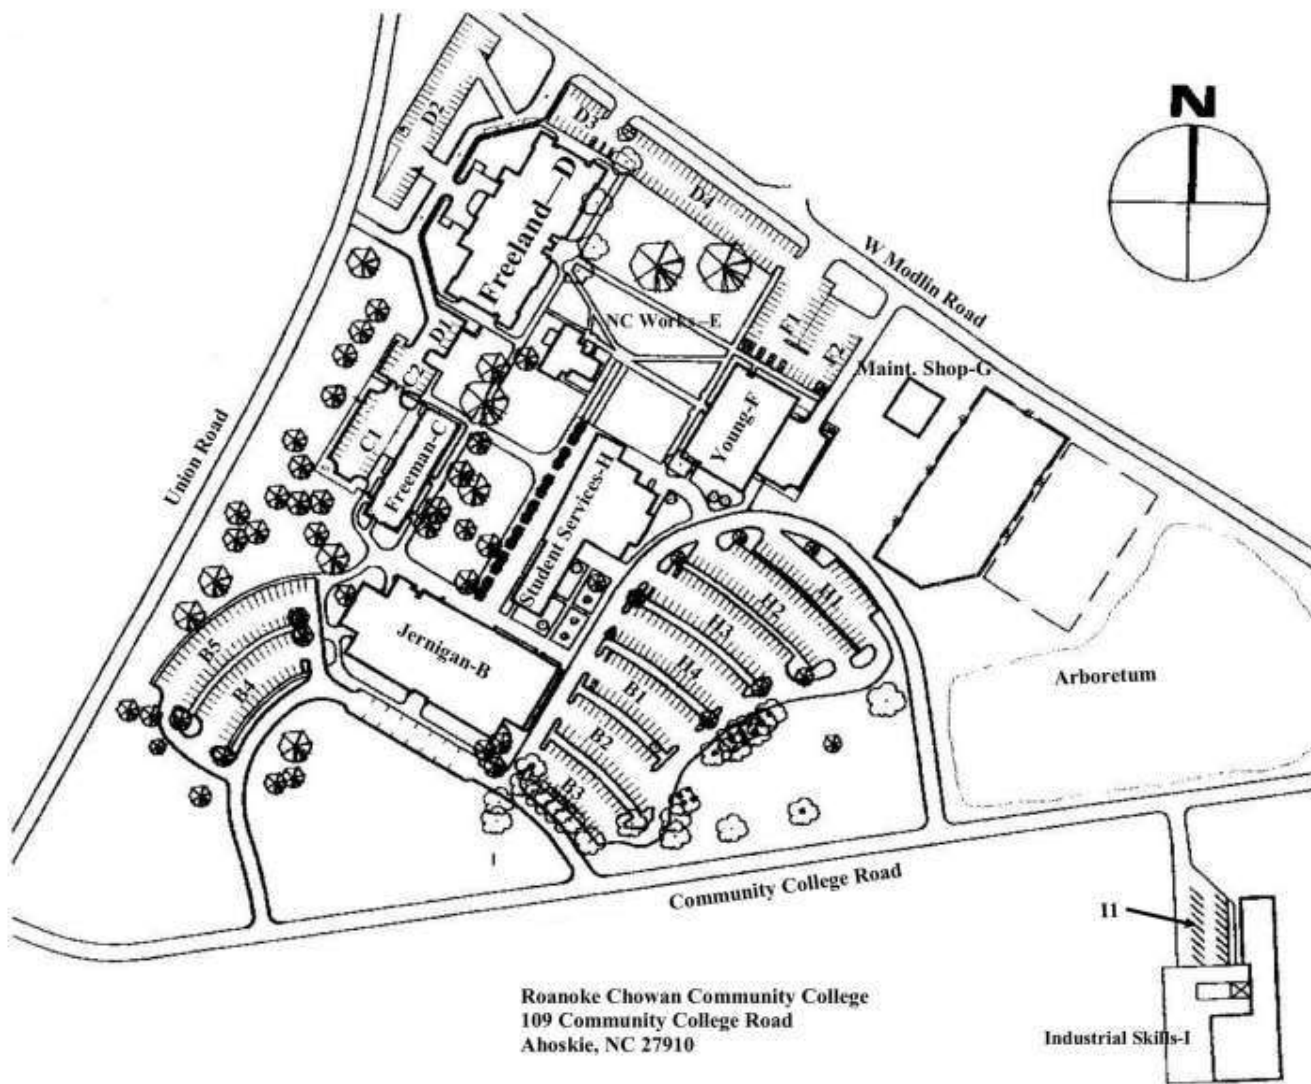 N
D2
D3
D4
Freeland—D
W Modlin Road
NC Works–E
F1
F2
D1
C2
Maint. Shop-G
Union Road
C1
Freeman-C
Young-F
Student Services-H
H1
H2
H3
H4
Jernigan-B
B5
B4
B1
B2
B3
Arboretum
Community College Road
I1
Roanoke Chowan Community College
109 Community College Road
Ahoskie, NC 27910
Industrial Skills-I